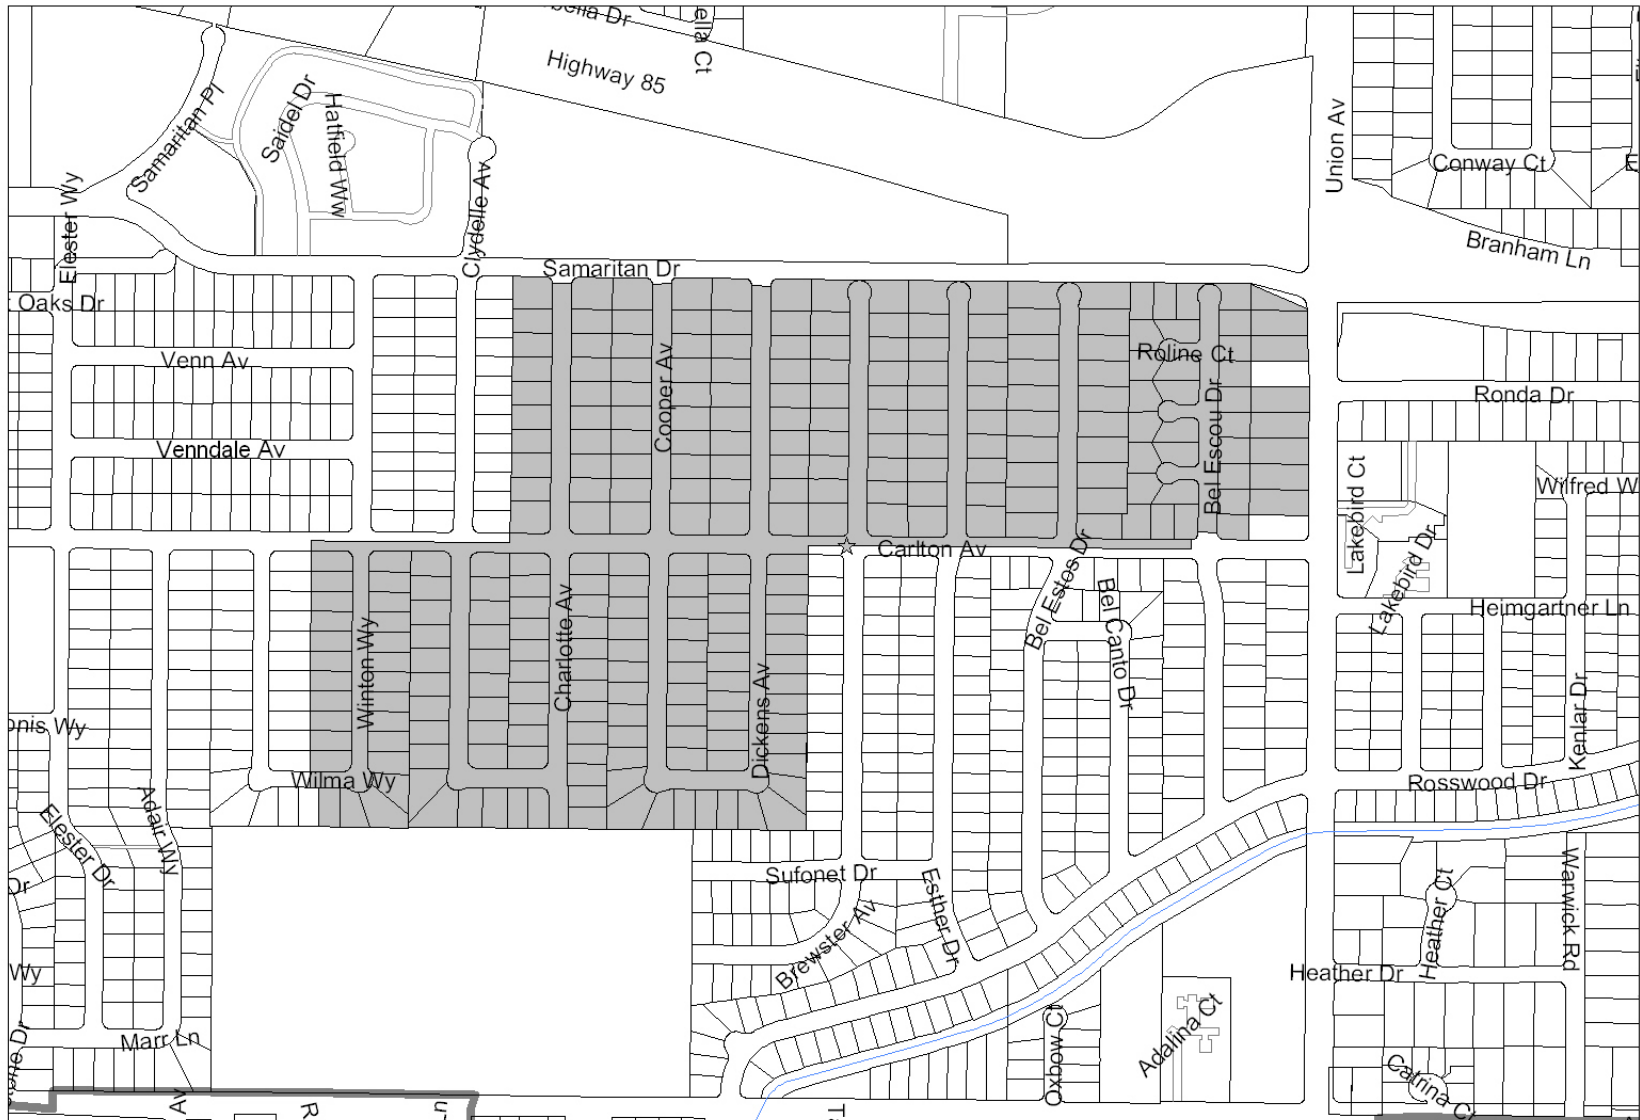 Highway 85
Samaritan Pl
Saidel Dr
Hatfield Ww
Union Av
Conway Ct
Elester Wy
Clydelle Av
Branham Ln
Samaritan Dr
Oaks Dr
Venn Av
Cooper Av
Roline Ct
Ronda Dr
Bel Escou Dr
Venndale Av
Lakebird Ct
Wilfred W
Carlton Av
Lakebird Dr
Bel Estos Dr
Bel Canto Dr
Heimgartner Ln
Winton Wy
Charlotte Av
Dickens Av
Kenlar Dr
onis Wy
Wilma Wy
Rosswood Dr
Elester Dr
Adair Wy
Dr
Sufonet Dr
Esther Dr
Brewster Av
Heather Ct
Warwick Rd
Wy
Heather Dr
Oxbow Ct
Adalina Ct
Marr Ln
Catrina Ct
Av
R